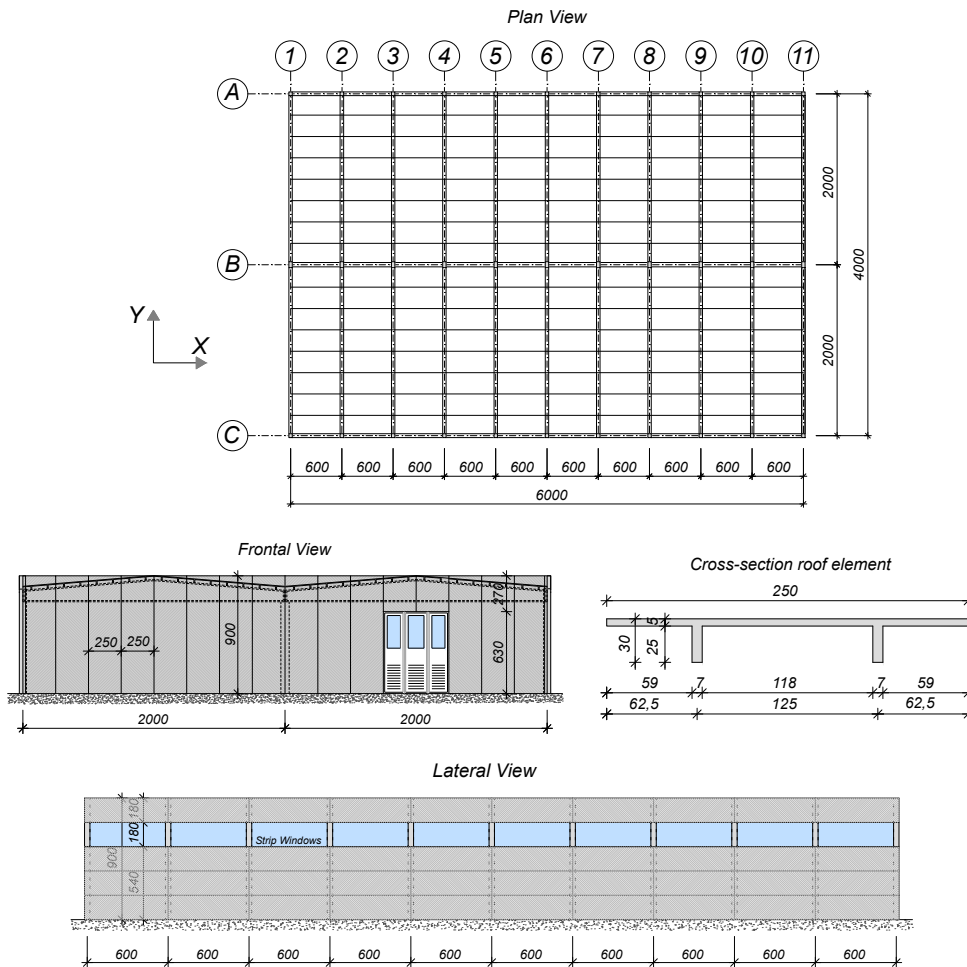 Plan View
1 2 3 4 5 6 7 8 9 10 11
A
B
C
2000
2000
4000
Y
X
600 600 600 600 600 600 600 600 600 600
6000
Frontal View
250 250
900
270
630
2000 2000
Cross-section roof element
250
30
5
25
59 7 118 7 59
62,5 125 62,5
Lateral View
180
180
900
540
Strip Windows
600 600 600 600 600 600 600 600 600 600